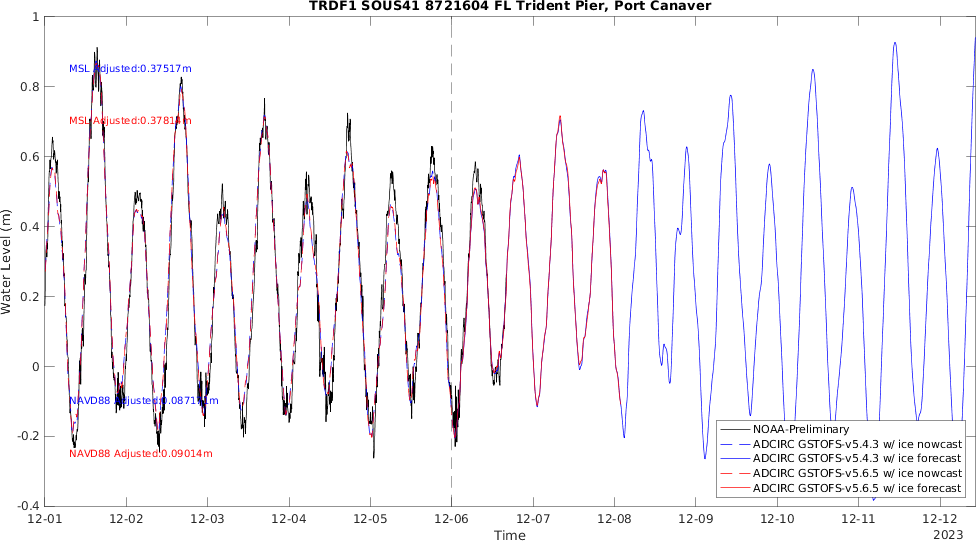 TRDF1 SOUS41 8721604 FL Trident Pier, Port Canaver
Water Level (m)
1
0.8
0.6
0.4
0.2
0
-0.2
-0.4
MSL Adjusted:0.37517m
MSL Adjusted:0.3781
NAVD88
NAVD88 Adjusted:0.09014m
NOAA-Preliminary
ADCIRC GSTOFS-v5.4.3 w/ ice nowcast
ADCIRC GSTOFS-v5.4.3 w/ ice forecast
ADCIRC GSTOFS-v5.6.5 w/ ice nowcast
ADCIRC GSTOFS-v5.6.5 w/ ice forecast
12-01 12-02 12-03 12-04 12-05 12-06 12-07 12-08 12-09 12-10 12-11 12-12
Time
2023